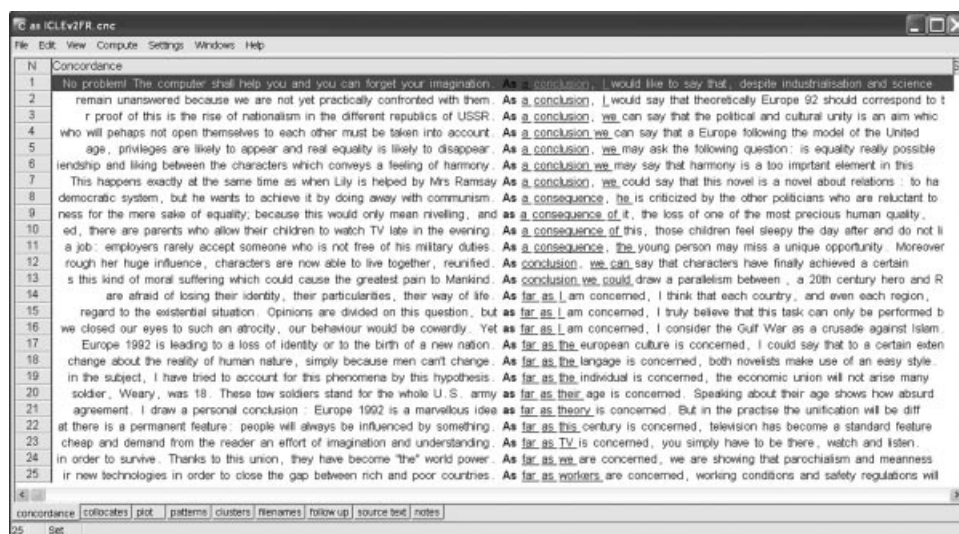 C as ICLEv2FR.cnc
File Edit View Compute Settings Windows Help
N Concordance
1 No problem! The computer shall help you and you can forget your imagination. As a conclusion, I would like to say that, despite industrialisation and science
2 remain unanswered because we are not yet practically confronted with them. As a conclusion, I would say that theoretically Europe 92 should correspond to t
3 r proof of this is the rise of nationalism in the different republics of USSR. As a conclusion, we can say that the political and cultural unity is an aim whic
4 who will pehaps not open themselves to each other must be taken into account. As a conclusion we can say that a Europe following the model of the United
5 age, privileges are likely to appear and real equality is likely to disappear. As a conclusion, we may ask the following question : is equality really possible
6 iendship and liking between the characters which conveys a feeling of harmony. As a conclusion we may say that harmony is a too imprtant element in this
7 This happens exactly at the same time as when Lily is helped by Mrs Ramsay As a conclusion, we could say that this novel is a novel about relations : to ha
8 democratic system, but he wants to achieve it by doing away with communism. As a consequence, he is criticized by the other politicians who are reluctant to
9 ness for the mere sake of equality; because this would only mean nivelling, and as a consequence of it, the loss of one of the most precious human quality,
10 ed, there are parents who allow their children to watch TV late in the evening. As a consequence of this, those children feel sleepy the day after and do not li
11 a job : employers rarely accept someone who is not free of his military duties. As a consequence, the young person may miss a unique opportunity. Moreover
12 rough her huge influence, characters are now able to live together, reunified. As conclusion, we can say that characters have finally achieved a certain
13 s this kind of moral suffering which could cause the greatest pain to Mankind. As conclusion we could draw a parallelism between , a 20th century hero and R
14 are afraid of losing their identity, their particularities, their way of life. As far as I am concerned, I think that each country, and even each region,
15 regard to the existential situation. Opinions are divided on this question, but as far as I am concerned, I truly believe that this task can only be performed b
16 we closed our eyes to such an atrocity, our behaviour would be cowardly. Yet as far as I am concerned, I consider the Gulf War as a crusade against Islam.
17 Europe 1992 is leading to a loss of identity or to the birth of a new nation. As far as the european culture is concerned, I could say that to a certain exten
18 change about the reality of human nature, simply because men can't change. As far as the langage is concerned, both novelists make use of an easy style.
19 in the subject, I have tried to account for this phenomena by this hypothesis. As far as the individual is concerned, the economic union will not arise many
20 soldier, Weary, was 18. These tow soldiers stand for the whole U.S. army as far as their age is concerned. Speaking about their age shows how absurd
21 agreement. I draw a personal conclusion : Europe 1992 is a marvellous idea as far as theory is concerned. But in the practise the unification will be diff
22 at there is a permanent feature: people will always be influenced by something. As far as this century is concerned, television has become a standard feature
23 cheap and demand from the reader an effort of imagination and understanding. As far as TV is concerned, you simply have to be there, watch and listen.
24 in order to survive. Thanks to this union, they have become "the" world power. As far as we are concerned, we are showing that parochialism and meanness
25 ir new technologies in order to close the gap between rich and poor countries. As far as workers are concerned, working conditions and safety regulations will
concordance collocates plot patterns clusters filenames follow up source text notes
25 Set